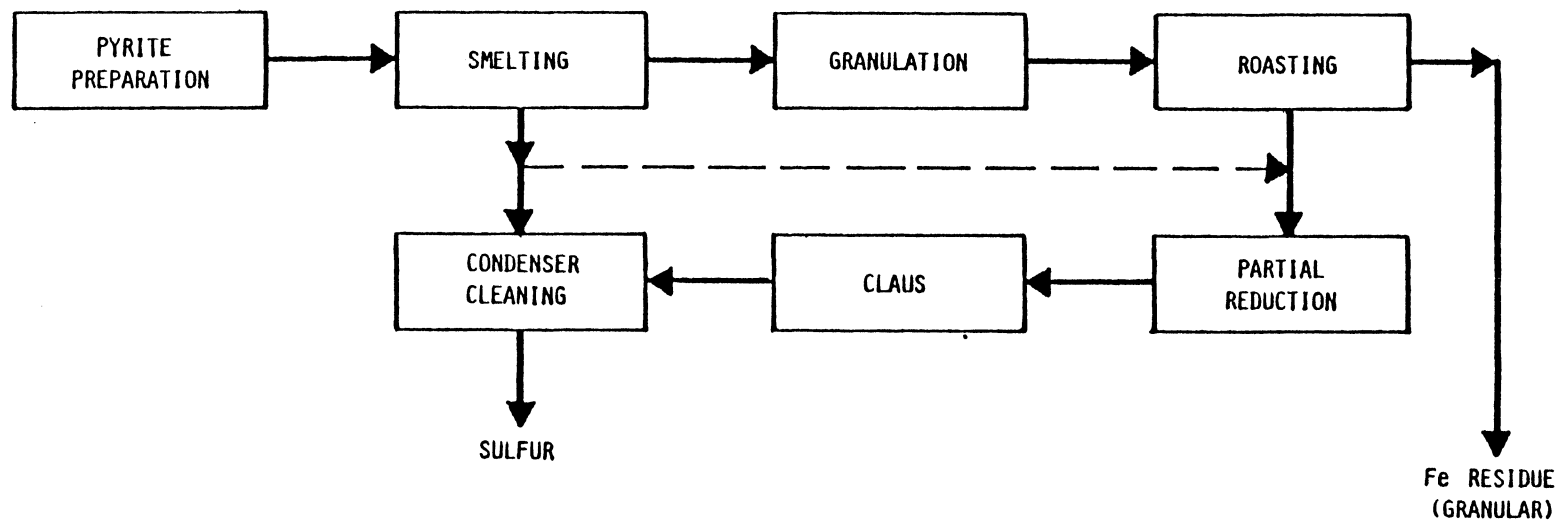 PYRITE
PREPARATION
SMELTING
GRANULATION
ROASTING
CONDENSER
CLEANING
CLAUS
PARTIAL
REDUCTION
SULFUR
Fe RESIDUE
(GRANULAR)